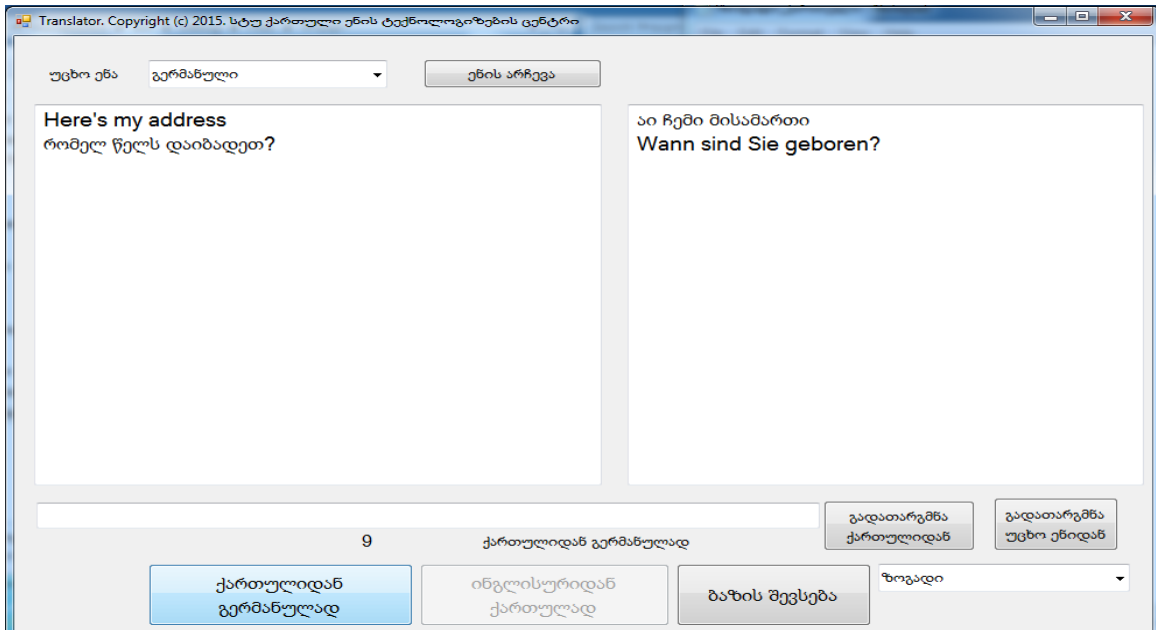 Translator. Copyright (c) 2015. სტუ ქართული ენის ტექნოლოგიზების ცენტრი
უცხო ენა გერმანული ენის არჩევა
Here's my address
რომელ წელს დაიბადეთ?
აი ჩემი მისამართი
Wann sind Sie geboren?
გადათარგმნა
ქართულიდან
გადათარგმნა
უცხო ენიდან
9 ქართულიდან გერმანულად
ქართულიდან
გერმანულად
ინგლისურიდან
ქართულად
ბაზის შევსება
ზოგადი